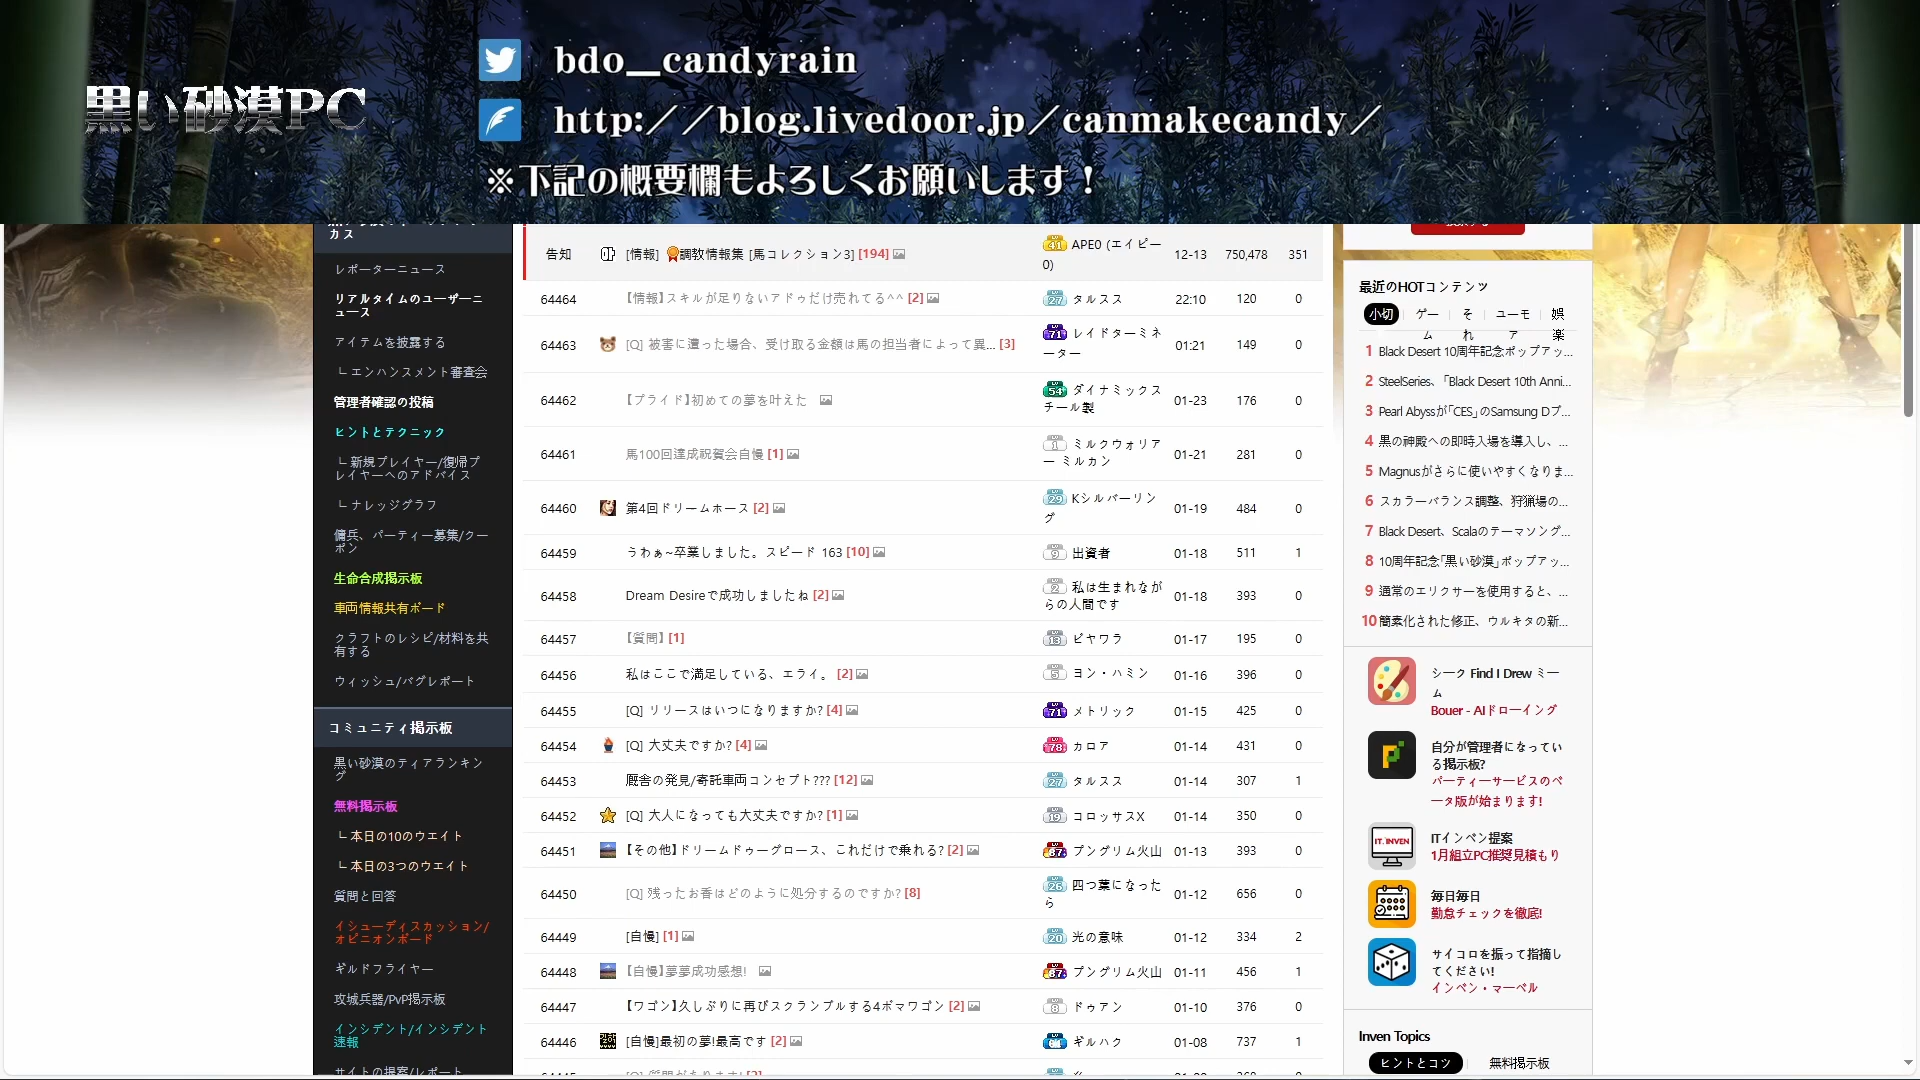 黒い砂漠PC
bdo__candyrain
http://blog.livedoor.jp/canmakecandy/
※下記の概要欄もよろしくお願いします！
カス
レポーターニュース
リアルタイムのユーザーニ
ュース
アイテムを披露する
└ エンハンスメント審査会
管理者確認の投稿
ヒントとテクニック
└ 新規プレイヤー/復帰プ
レイヤーへのアドバイス
└ ナレッジグラフ
傭兵、パーティー募集/クー
ポン
生命合成掲示板
車両情報共有ボード
クラフトのレシピ/材料を共
有する
ウィッシュ/バグレポート
コミュニティ掲示板
黒い砂漠のティアランキン
グ
無料掲示板
└ 本日の10のウエイト
└ 本日の3つのウエイト
質問と回答
イシューディスカッション/
オピニオンボード
ギルドフライヤー
攻城兵器/PvP掲示板
インシデント/インシデント
速報
サイトの提案/レポート
告知 [情報] 調教情報集 [馬コレクション3] [194] 41 APE0 (エイピー
0) 12-13 750,478 351
64464 【情報】スキルが足りないアドゥだけ売れてる^^ [2] 27 タルスス 22:10 120 0
64463 [Q] 被害に遭った場合、受け取る金額は馬の担当者によって異... [3] 71 レイドターミネ
ーター 01:21 149 0
64462 【プライド】初めての夢を叶えた 54 ダイナミックス
チール製 01-23 176 0
64461 馬100回達成祝賀会自慢 [1] 1 ミルクウォリア
ー ミルカン 01-21 281 0
64460 第4回ドリームホース [2] 29 Kシルバーリン
グ 01-19 484 0
64459 うわぁ~卒業しました。スピード 163 [10] 9 出資者 01-18 511 1
64458 Dream Desireで成功しましたね [2] 2 私は生まれなが
らの人間です 01-18 393 0
64457 【質問】 [1] 13 ピヤワラ 01-17 195 0
64456 私はここで満足している、エライ。 [2] 5 ヨン・ハミン 01-16 396 0
64455 [Q] リリースはいつになりますか? [4] 71 メトリック 01-15 425 0
64454 [Q] 大丈夫ですか? [4] 78 カロア 01-14 431 0
64453 厩舎の発見/寄託車両コンセプト??? [12] 27 タルスス 01-14 307 1
64452 [Q] 大人になっても大丈夫ですか? [1] 19 コロッサスX 01-14 350 0
64451 【その他】ドリームドゥーグロース、これだけで乗れる? [2] 87 プングリム火山 01-13 393 0
64450 [Q] 残ったお香はどのように処分するのですか? [8] 26 四つ葉になった
ら 01-12 656 0
64449 [自慢] [1] 20 光の意味 01-12 334 2
64448 【自慢】夢夢成功感想! 87 プングリム火山 01-11 456 1
64447 【ワゴン】久しぶりに再びスクランブルする4ポマワゴン [2] 8 ドゥアン 01-10 376 0
64446 [自慢]最初の夢!最高です [2] ギルハク 01-08 737 1
最近のHOTコンテンツ
小切 ゲー
ム そ
れ ユーモ
ア 娯
楽
1 Black Desert 10周年記念ポップアッ...
2 SteelSeries、「Black Desert 10th Anni...
3 Pearl Abyssが「CES」のSamsung Dブ...
4 黒の神殿への即時入場を導入し、...
5 Magnusがさらに使いやすくなりま...
6 スカラーバランス調整、狩猟場の...
7 Black Desert、Scalaのテーマソング...
8 10周年記念「黒い砂漠」ポップアッ...
9 通常のエリクサーを使用すると、...
10 簡素化された修正、ウルキタの新...
シーク Find I Drew ミー
ム
Bouer - AIドローイング
自分が管理者になってい
る掲示板?
パーティーサービスのベ
ータ版が始まります!
IT.INVEN
ITインベン提案
1月組立PC推奨見積もり
毎日毎日
勤怠チェックを徹底!
サイコロを振って指摘し
てください!
インベン・マーベル
Inven Topics
ヒントとコツ 無料掲示板